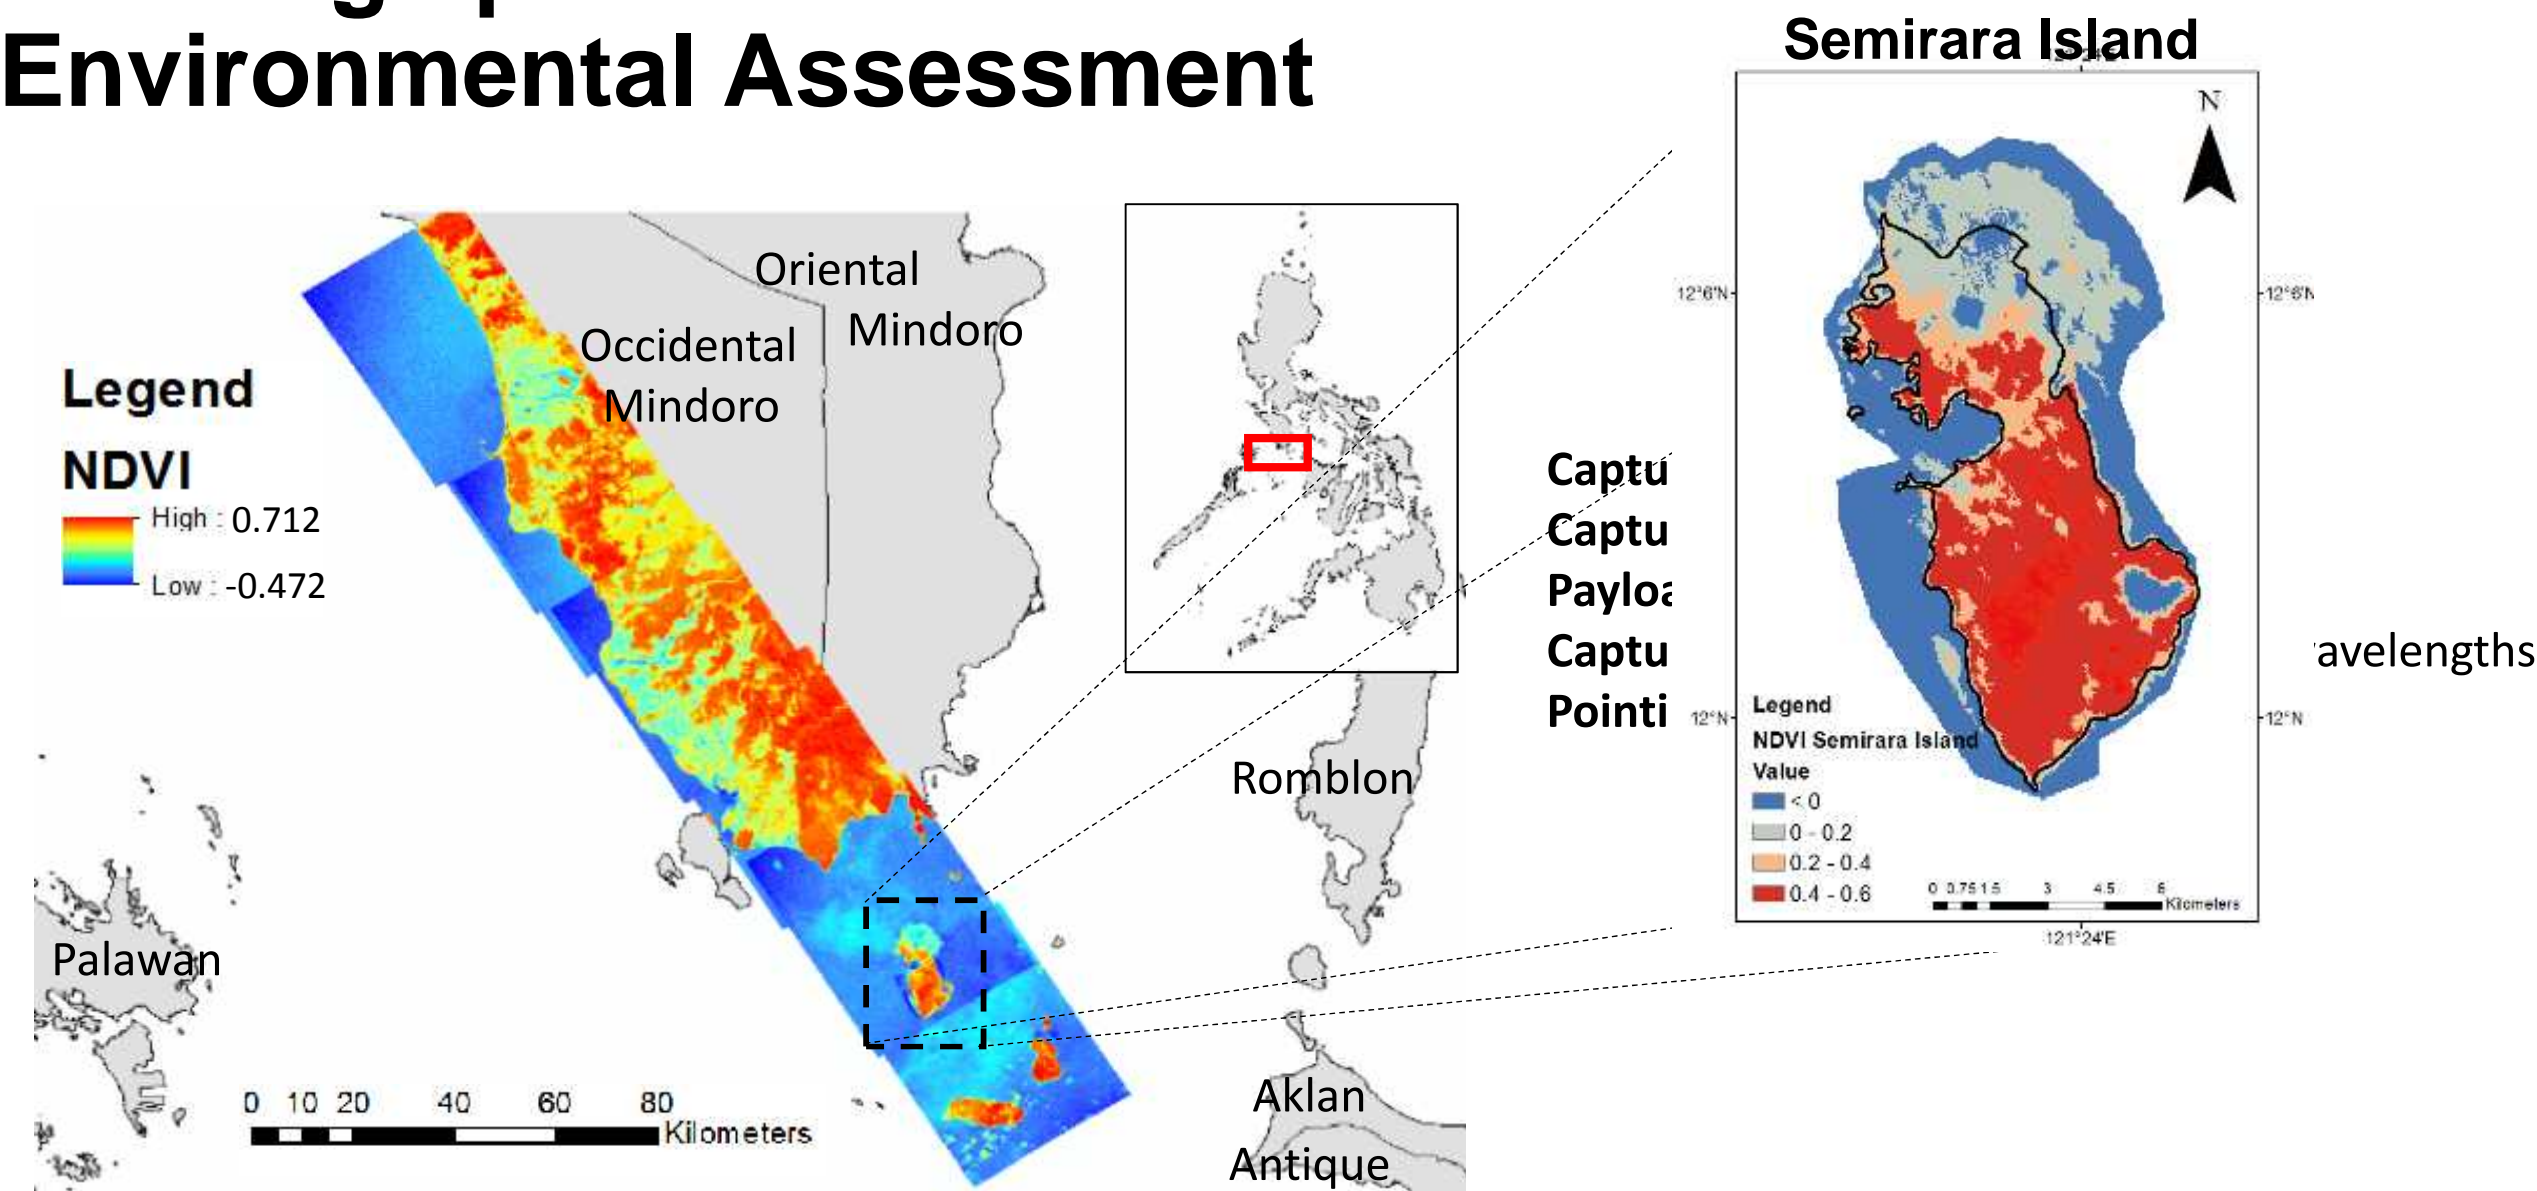 Environmental Assessment
Semirara Island
N
Oriental
Mindoro
Occidental
Mindoro
Legend
NDVI
High : 0.712
Low : -0.472
Romblon
Palawan
Aklan
Antique
0 10 20 40 60 80
Kilometers
Captu
Captu
Payloa
Captu
Pointi
avelengths
12°6'N
12°6'N
12°N
12°N
Legend
NDVI Semirara Island
Value
< 0
0 - 0.2
0.2 - 0.4
0.4 - 0.6
0 0.75 1.5 3 4.5 6
Kilometers
121°24'E